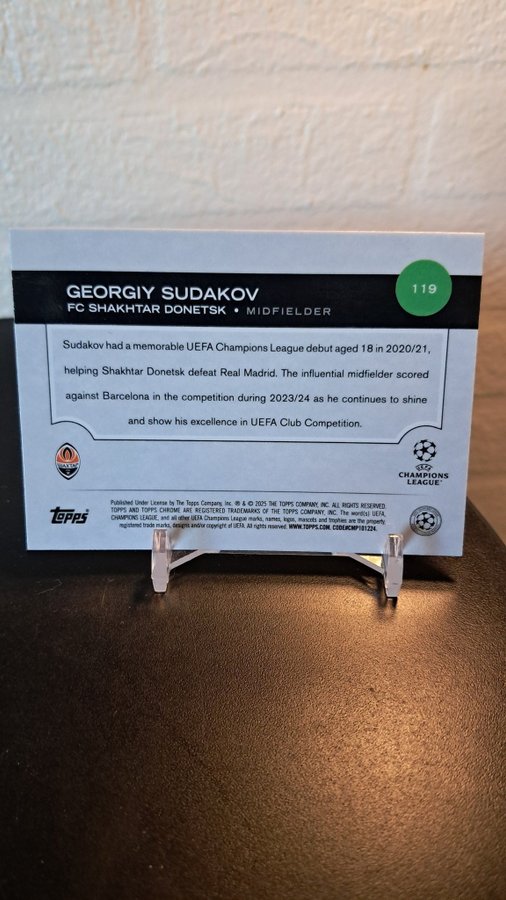 119
GEORGIY SUDAKOV
FC SHAKHTAR DONETSK • MIDFIELDER
Sudakov had a memorable UEFA Champions League debut aged 18 in 2020/21,
helping Shakhtar Donetsk defeat Real Madrid. The influential midfielder scored
against Barcelona in the competition during 2023/24 as he continues to shine
and show his excellence in UEFA Club Competition.
UEFA
CHAMPIONS
LEAGUE®
Topps®
Published Under License by The Topps Company, Inc. ® & © 2025 THE TOPPS COMPANY, INC. ALL RIGHTS RESERVED.
TOPPS AND TOPPS CHROME ARE REGISTERED TRADEMARKS OF THE TOPPS COMPANY, INC. The word(s) UEFA,
CHAMPIONS LEAGUE, and all other UEFA Champions League marks, names, logos, mascots and trophies are the property,
registered trade marks, designs and/or copyright of UEFA. All rights reserved. WWW.TOPPS.COM. CODE#CMP101224.